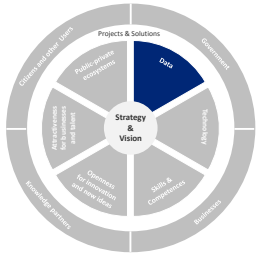 Projects & Solutions
Citizens and other Users
Government
Public-private
ecosystems
Data
Attractiveness
for businesses
and talent
Strategy
&
Vision
Technology
Openness
for innovation
and new ideas
Skills &
Competences
Knowledge partners
Businesses